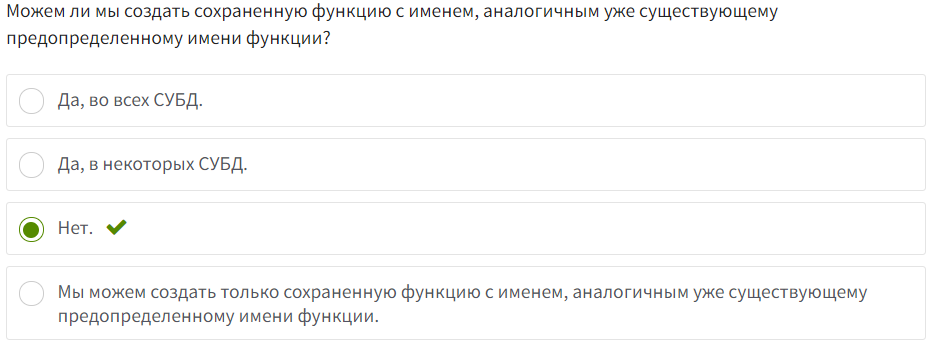 Можем ли мы создать сохраненную функцию с именем, аналогичным уже существующему
предопределенному имени функции?
Да, во всех СУБД.
Да, в некоторых СУБД.
Нет.
Мы можем создать только сохраненную функцию с именем, аналогичным уже существующему
предопределенному имени функции.